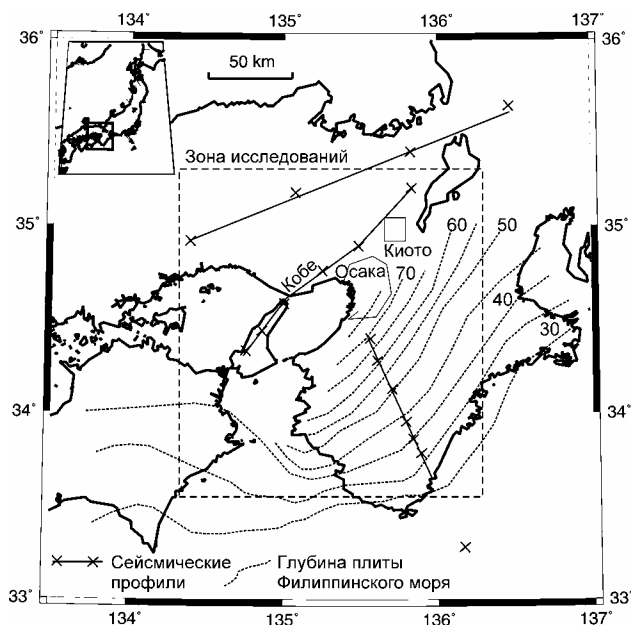 134° 135° 136° 137°
36° 36°
50 km
Зона исследований
35° 35°
60 50
Киото
Кобе
Осака 70
40
30
34° 34°
Сейсмические профили
Глубина плиты Филиппинского моря
33° 33°
134° 135° 136° 137°